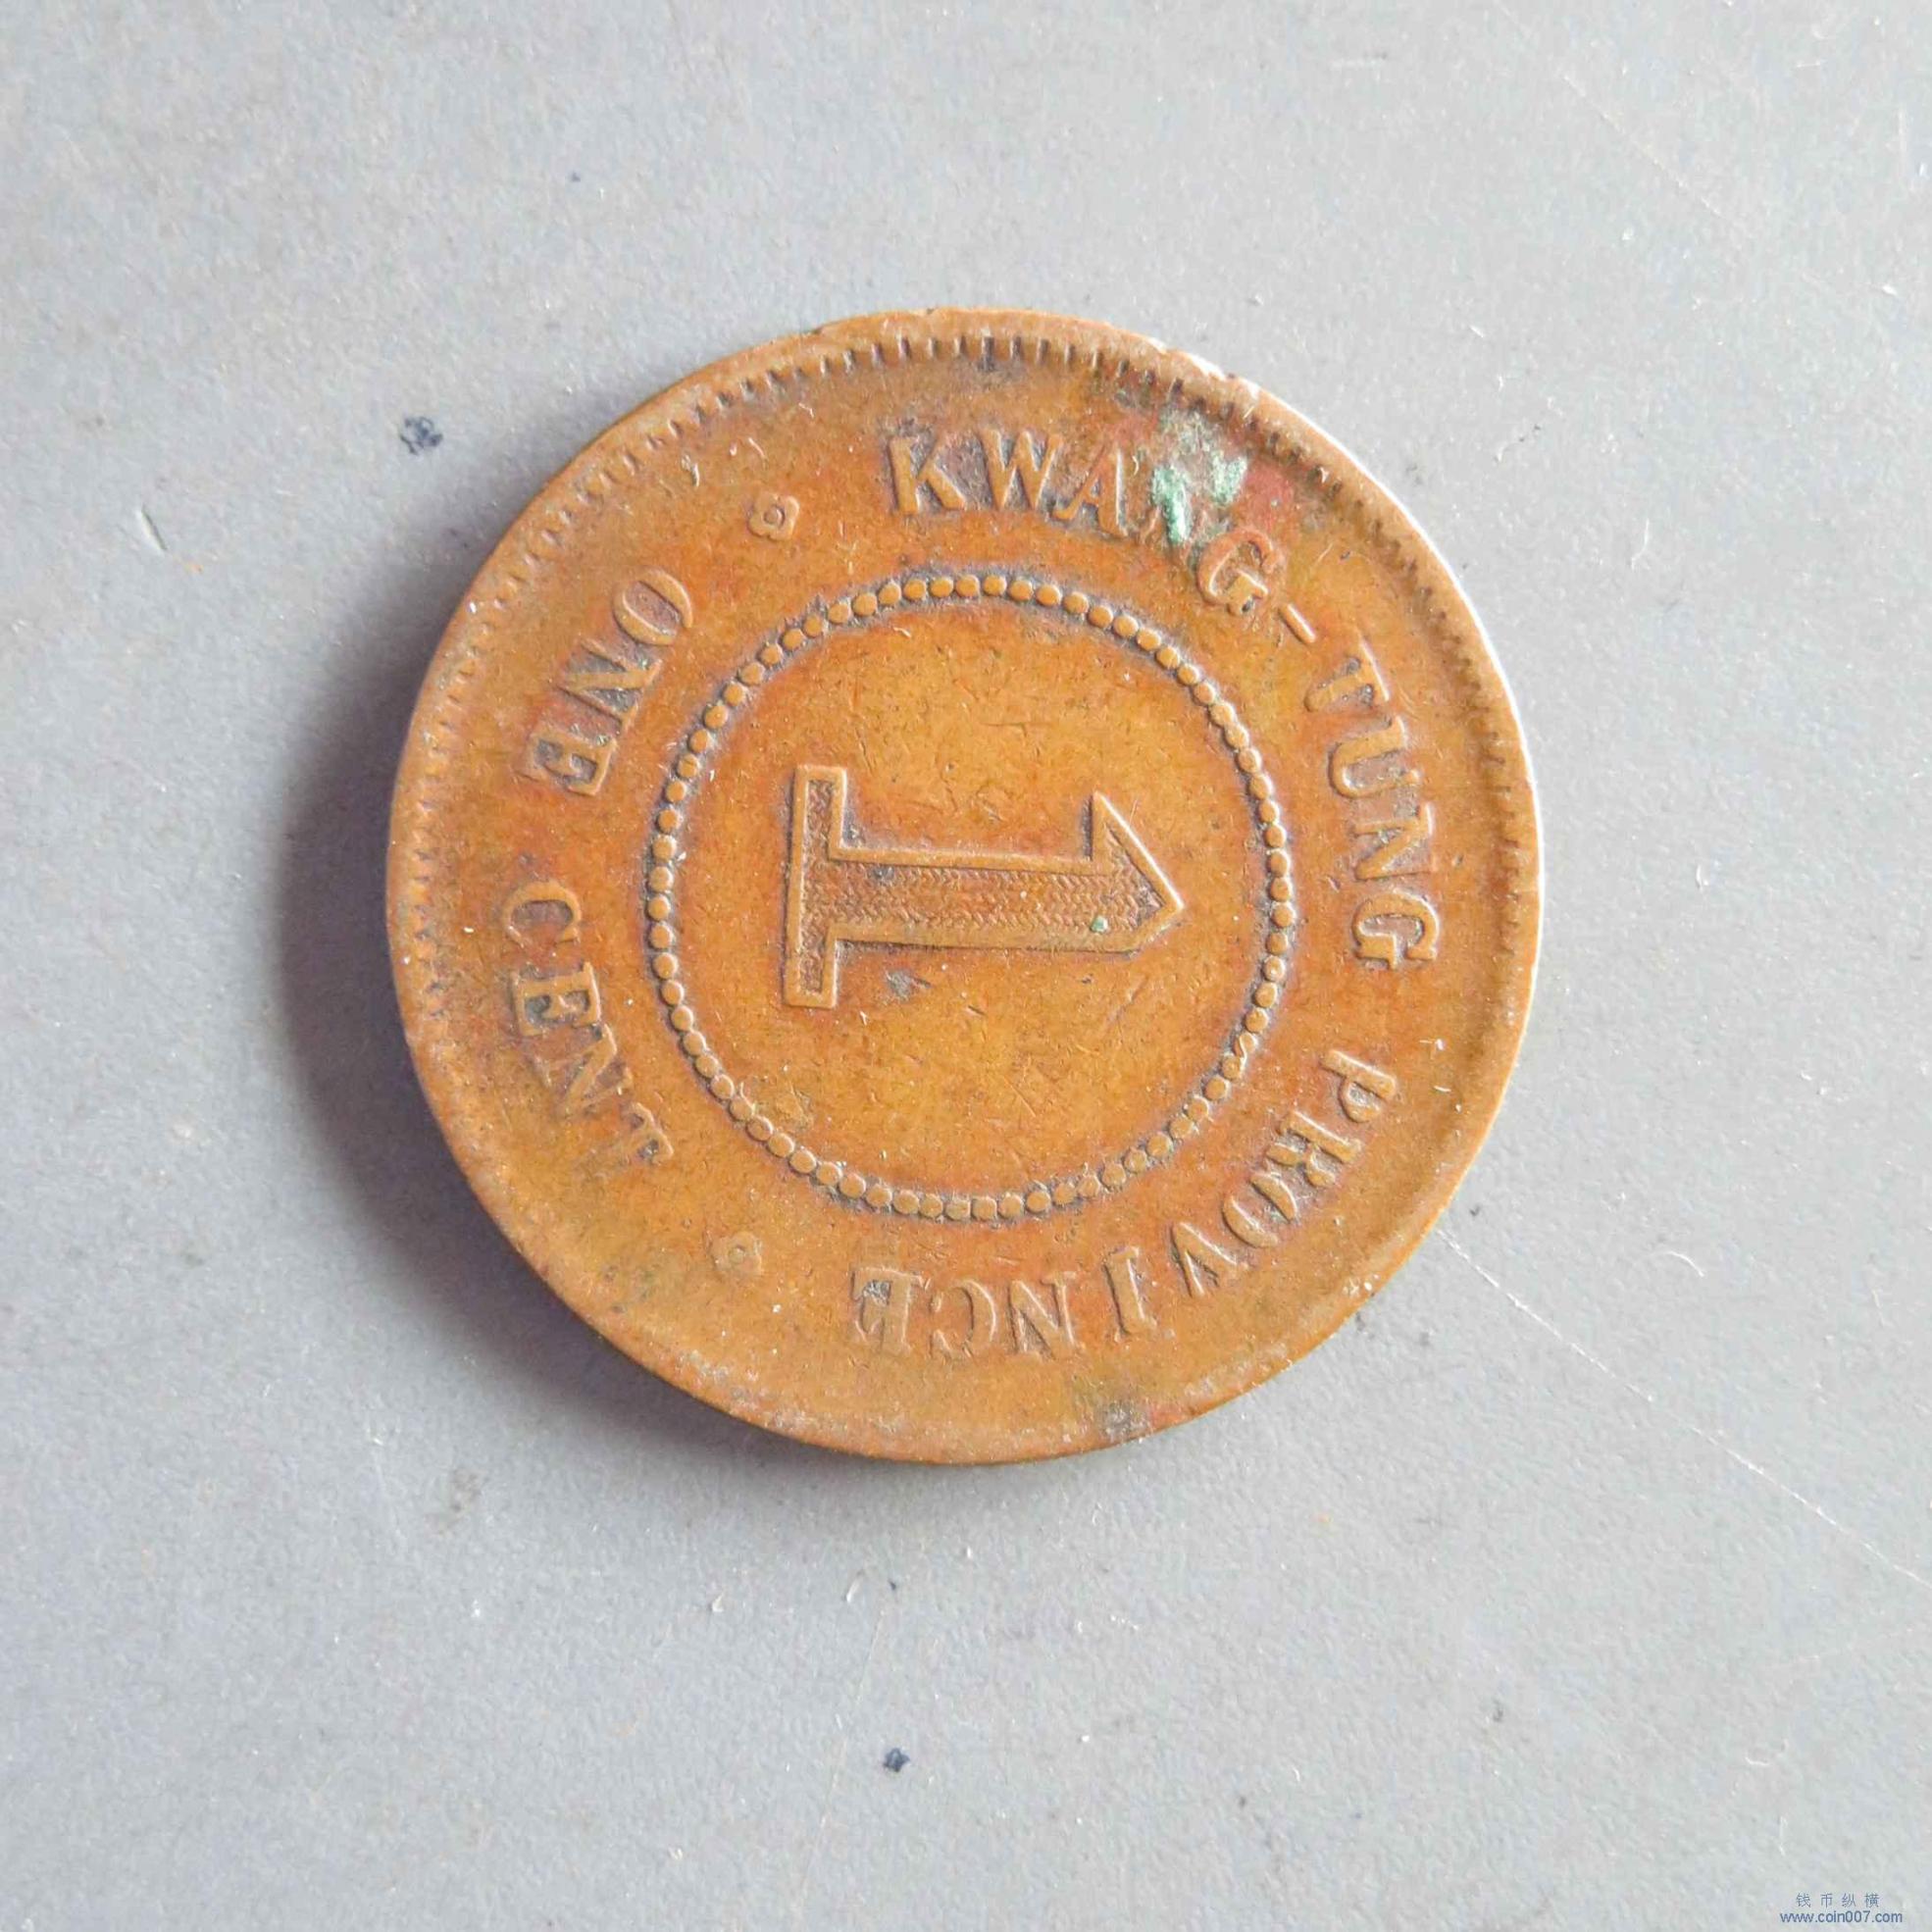 KWANG-TUNG PROVINCE
1
ONE CENT
钱币纵横
www.coin007.com